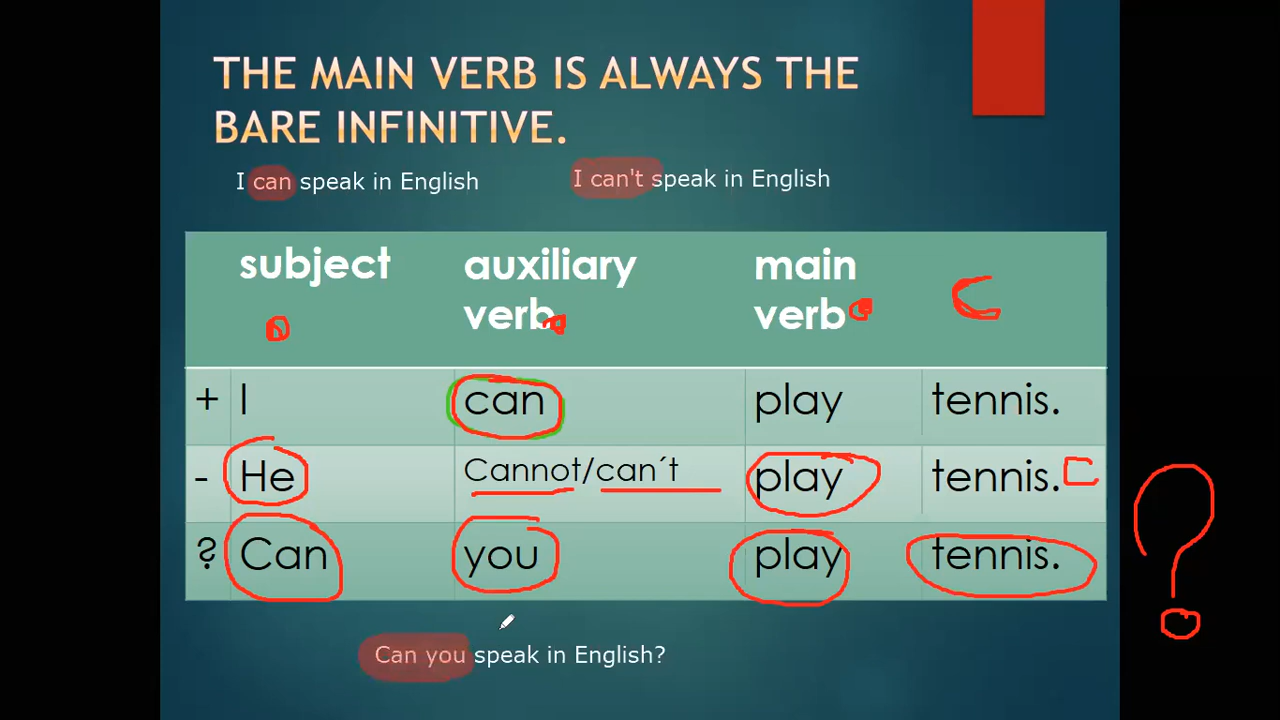 THE MAIN VERB IS ALWAYS THE
BARE INFINITIVE.
I can speak in English I can't speak in English
subject auxiliary main C
verb verb
+ I can play tennis.
- He Cannot/can´t play tennis.
? Can you play tennis. ?
Can you speak in English?